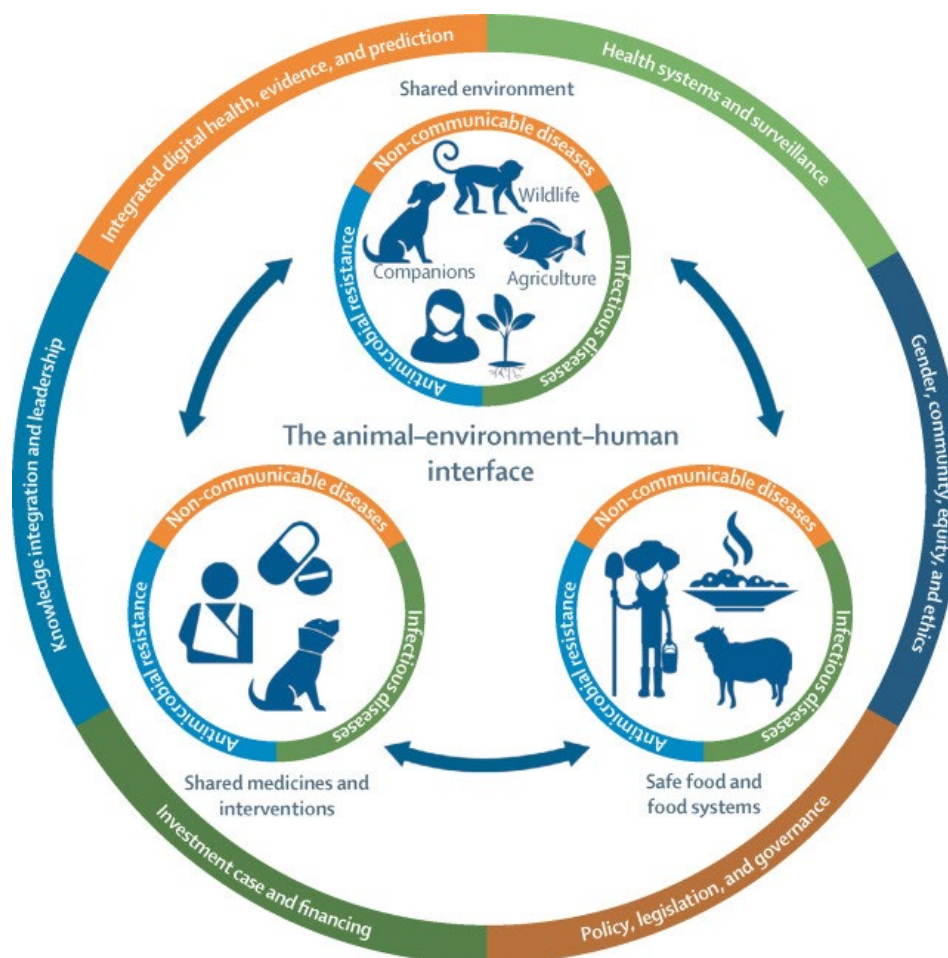 Integrated digital health, evidence, and prediction
Health systems and surveillance
Shared environment
Non-communicable diseases
Wildlife
Companions
Agriculture
Antimicrobial resistance
Infectious diseases
Knowledge integration and leadership
Gender, community, equity, and ethics
The animal–environment–human
interface
Non-communicable diseases
Antimicrobial resistance
Infectious diseases
Shared medicines and
interventions
Non-communicable diseases
Antimicrobial resistance
Infectious diseases
Safe food and
food systems
Investment case and financing
Policy, legislation, and governance